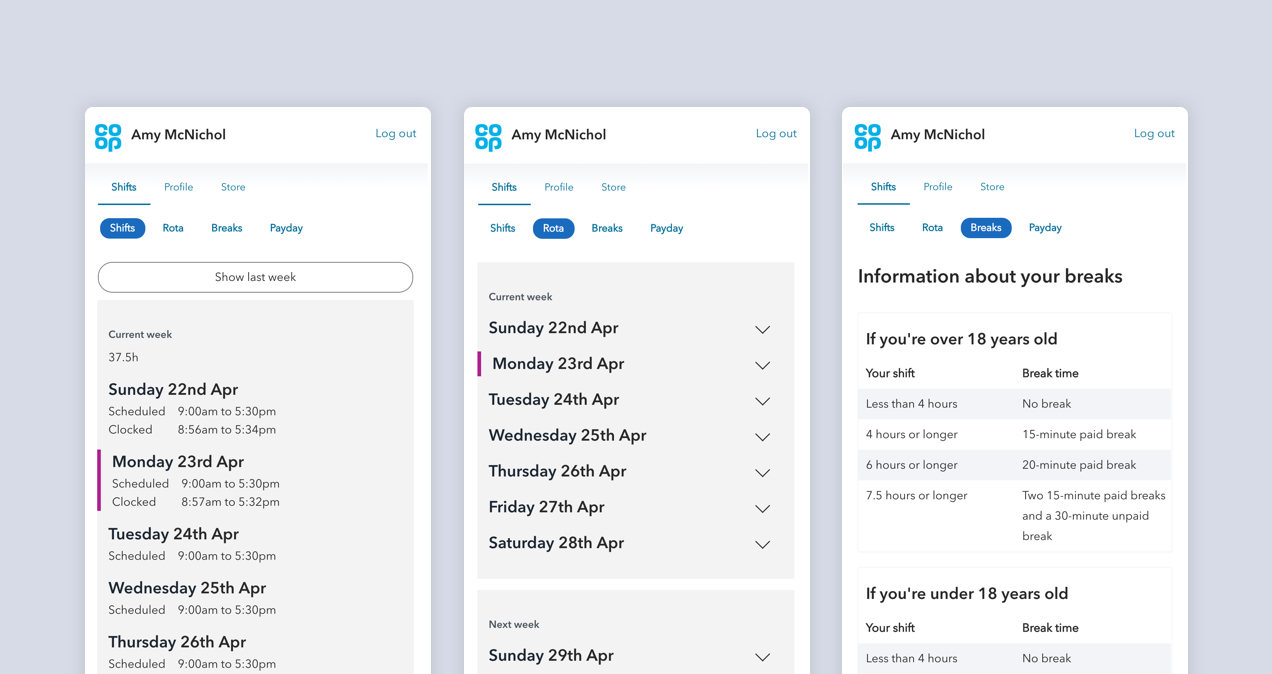 CO
OP
Amy McNichol
Log out
Shifts Profile Store
Shifts Rota Breaks Payday
Show last week
Current week
37.5h
Sunday 22nd Apr
Scheduled 9:00am to 5:30pm
Clocked 8:56am to 5:34pm
Monday 23rd Apr
Scheduled 9:00am to 5:30pm
Clocked 8:57am to 5:32pm
Tuesday 24th Apr
Scheduled 9:00am to 5:30pm
Wednesday 25th Apr
Scheduled 9:00am to 5:30pm
Thursday 26th Apr
Scheduled 9:00am to 5:30pm
CO
OP
Amy McNichol
Log out
Shifts Profile Store
Shifts Rota Breaks Payday
Current week
Sunday 22nd Apr
Monday 23rd Apr
Tuesday 24th Apr
Wednesday 25th Apr
Thursday 26th Apr
Friday 27th Apr
Saturday 28th Apr
Next week
Sunday 29th Apr
CO
OP
Amy McNichol
Log out
Shifts Profile Store
Shifts Rota Breaks Payday
Information about your breaks
If you're over 18 years old
Your shift Break time
Less than 4 hours No break
4 hours or longer 15-minute paid break
6 hours or longer 20-minute paid break
7.5 hours or longer Two 15-minute paid breaks
and a 30-minute unpaid
break
If you're under 18 years old
Your shift Break time
Less than 4 hours No break